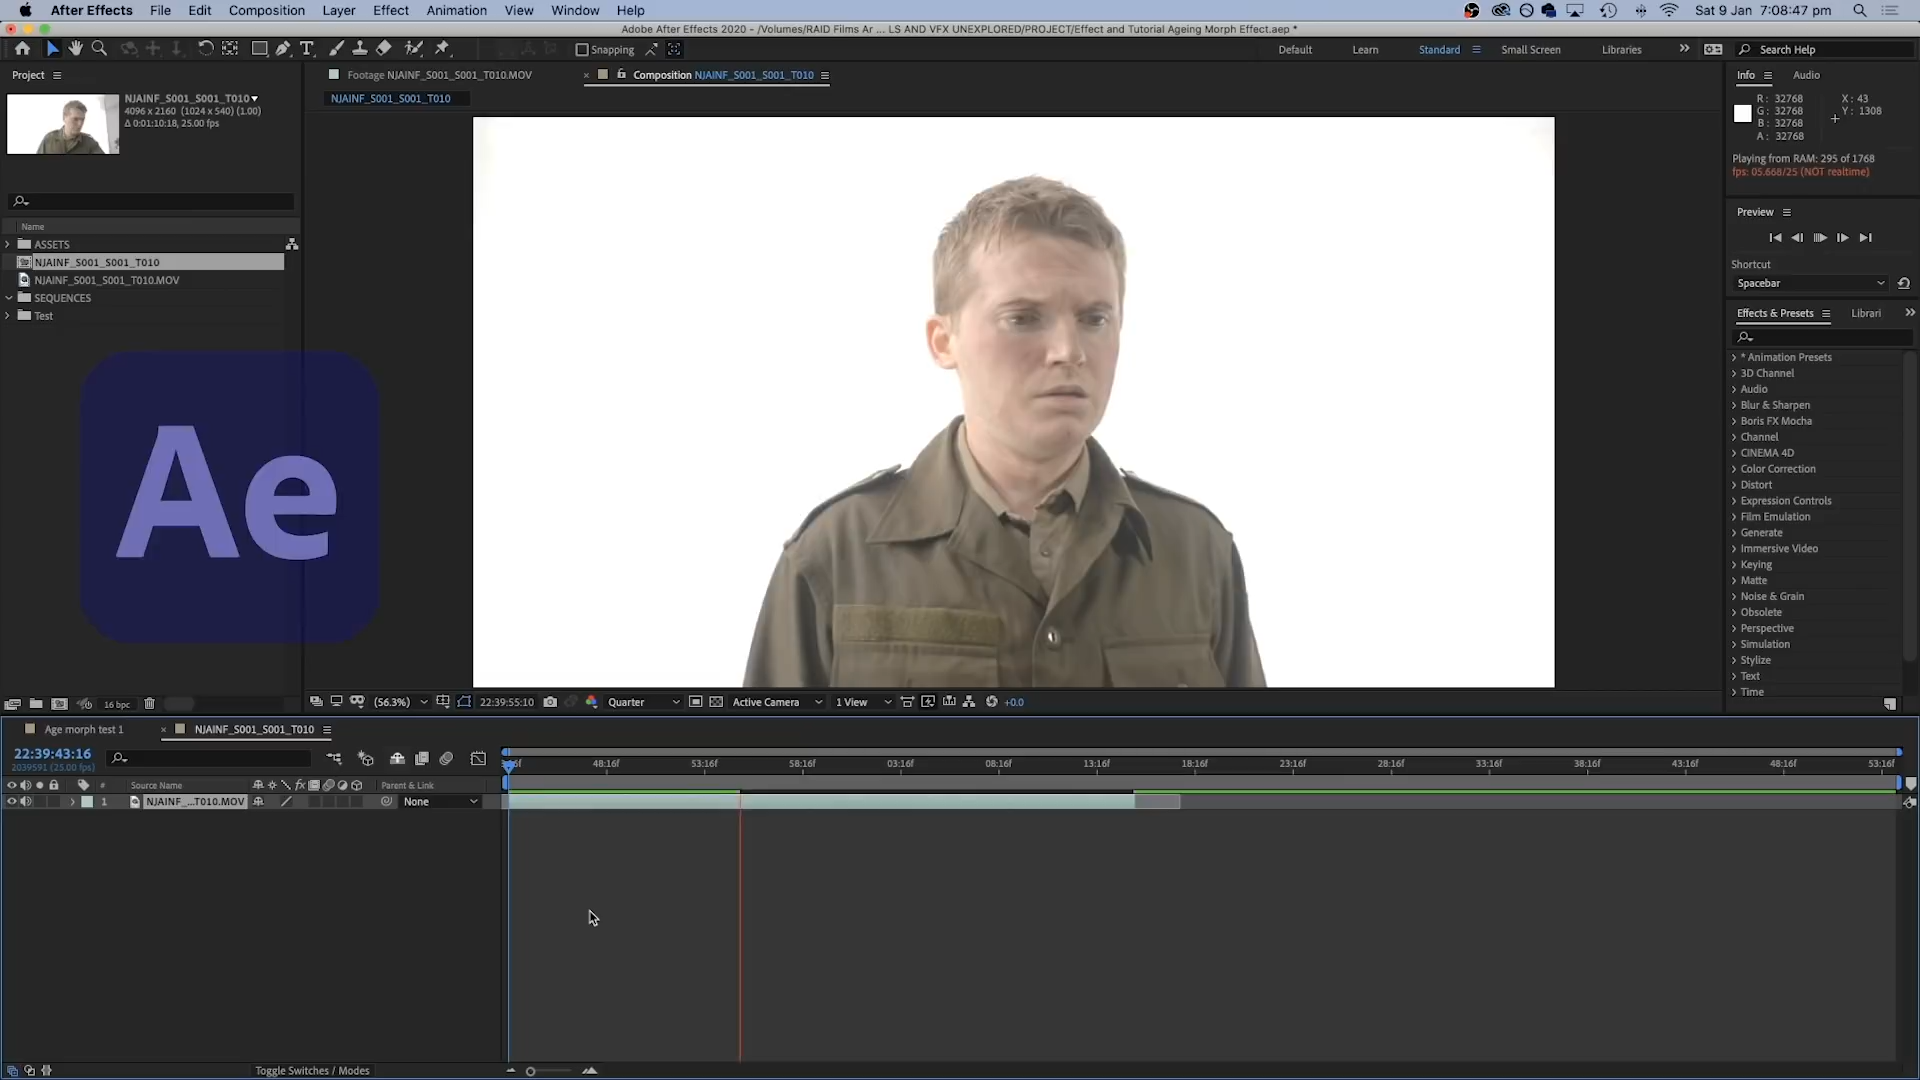 After Effects File Edit Composition Layer Effect Animation View Window Help
Sat 9 Jan 7:08:47 pm
Adobe After Effects 2020 - /Volumes/RAID Films Ar ... LS AND VFX UNEXPLORED/PROJECT/Effect and Tutorial Ageing Morph Effect.aep *
Snapping
Default Learn Standard Small Screen Libraries
Search Help
Project
Footage NJAINF_S001_S001_T010.MOV
Composition NJAINF_S001_S001_T010
Info Audio
NJAINF_S001_S001_T010
4096 x 2160 (1024 x 540) (1.00)
Δ 0:01:10:18, 25.00 fps
NJAINF_S001_S001_T010
R: 32768
G: 32768
B: 32768
A: 32768
X: 43
Y: 1308
Playing from RAM: 295 of 1768
fps: 05.668/25 (NOT realtime)
Preview
Shortcut
Spacebar
Name
ASSETS
NJAINF_S001_S001_T010
NJAINF_S001_S001_T010.MOV
SEQUENCES
Test
Ae
Effects & Presets
Librari
* Animation Presets
3D Channel
Audio
Blur & Sharpen
Boris FX Mocha
Channel
CINEMA 4D
Color Correction
Distort
Expression Controls
Film Emulation
Generate
Immersive Video
Keying
Matte
Noise & Grain
Obsolete
Perspective
Simulation
Stylize
Text
Time
16 bpc
(56.3%)
22:39:55:10
Quarter
Active Camera
1 View
+0.0
Age morph test 1
NJAINF_S001_S001_T010
22:39:43:16
2039591 (25.00 fps)
48:16f 53:16f 58:16f 03:16f 08:16f 13:16f 18:16f 23:16f 28:16f 33:16f 38:16f 43:16f 48:16f 53:16f
# Source Name
Parent & Link
1 NJAINF_...T010.MOV
None
Toggle Switches / Modes